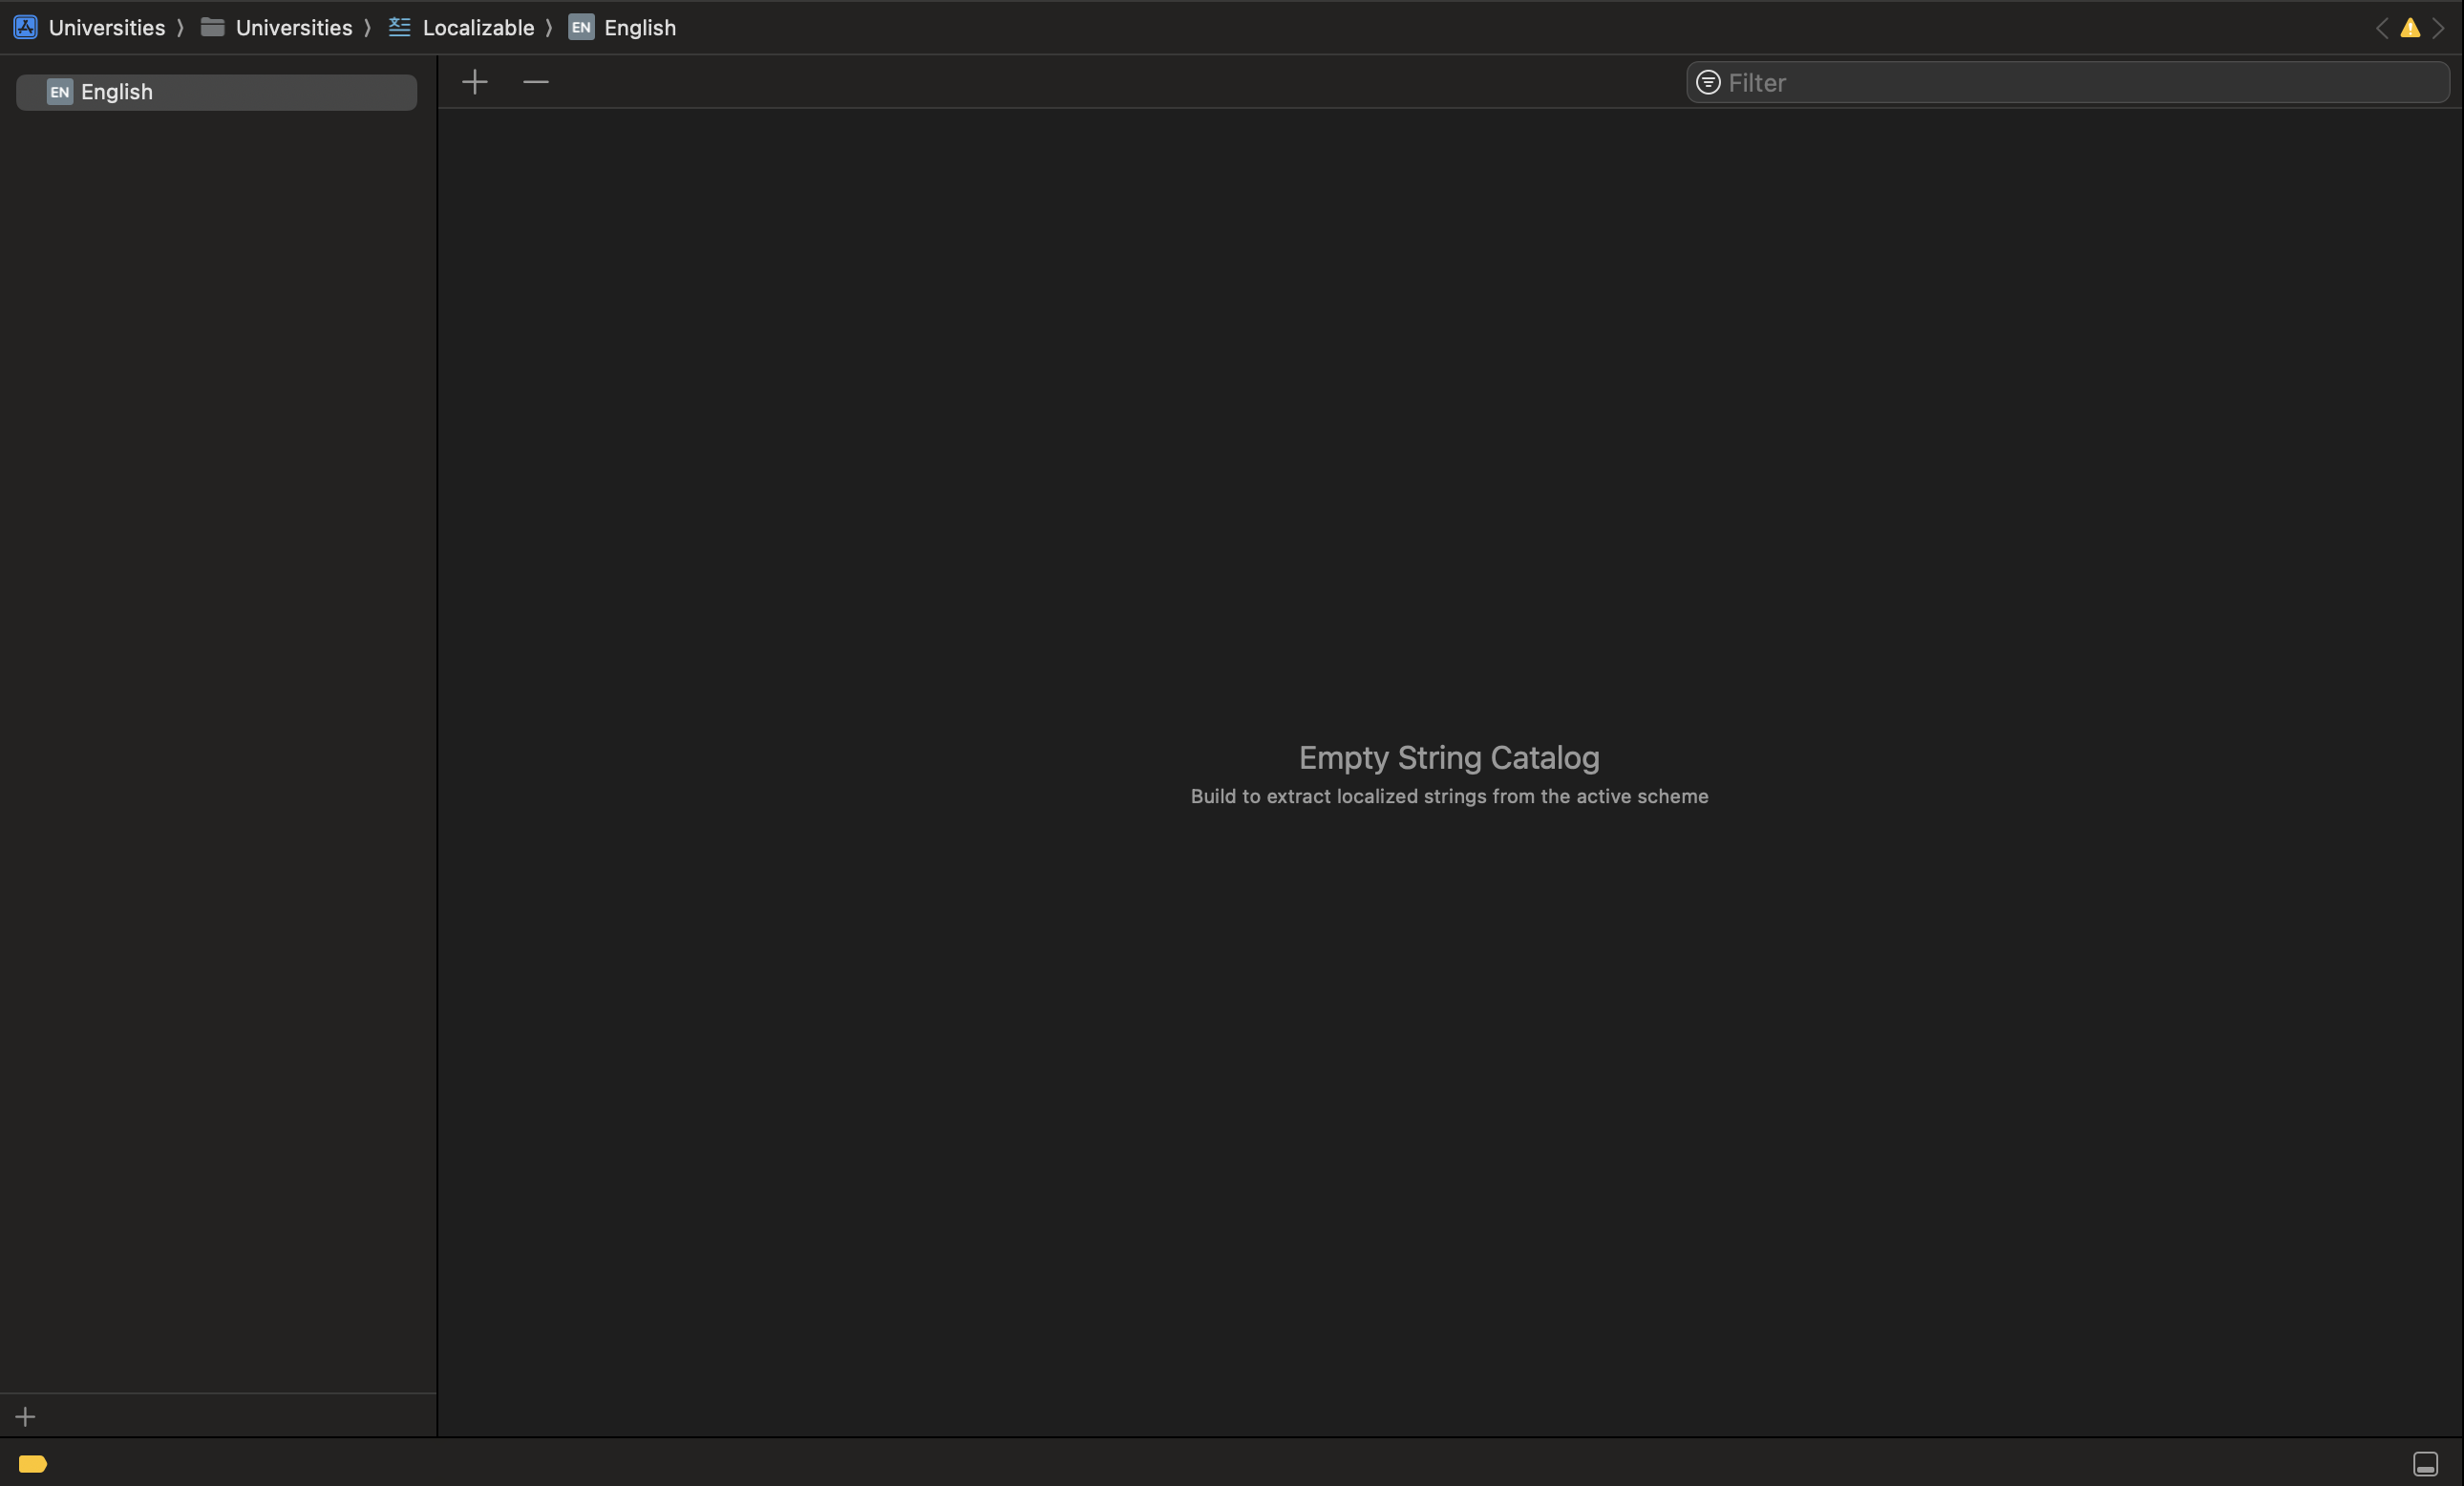 Universities 〉 Universities 〉 Localizable 〉 EN English
EN English
Filter
Empty String Catalog
Build to extract localized strings from the active scheme